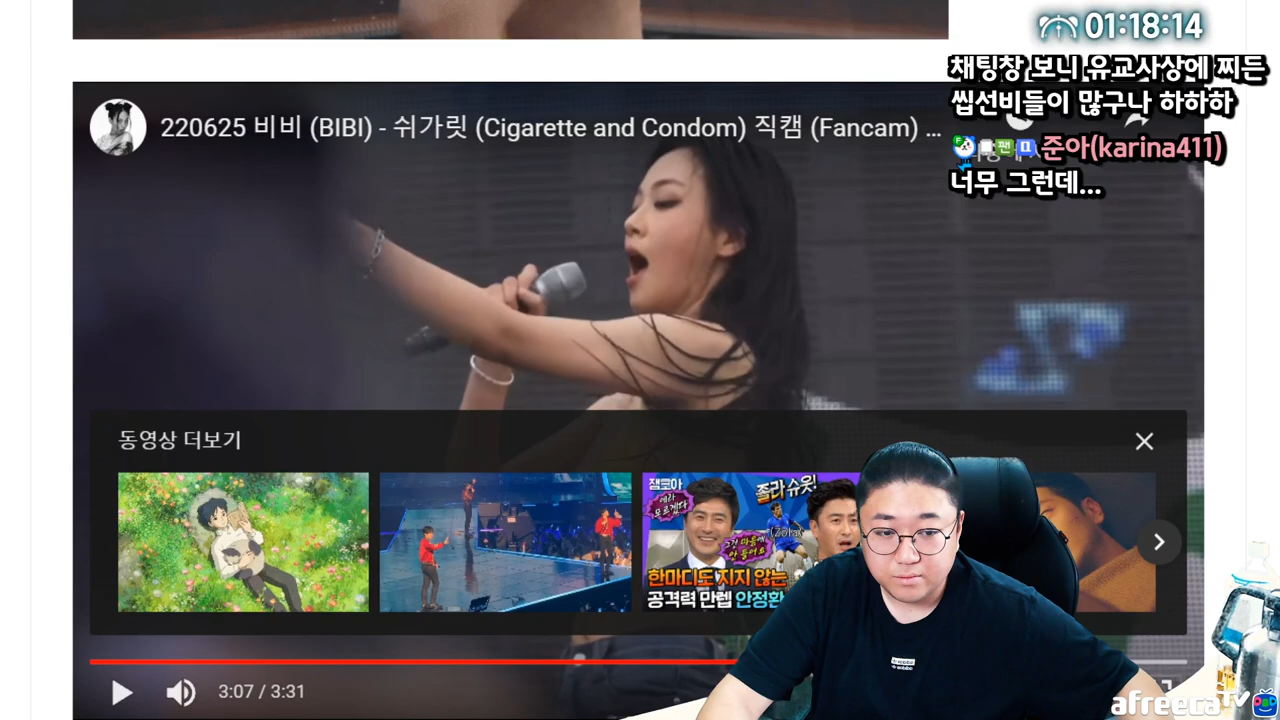 01:18:14
채팅창 보니 유교사상에 찌든
씹선비들이 많구나 하하하
220625 비비 (BIBI) - 쉬가릿 (Cigarette and Condom) 직캠 (Fancam) ...
팬 준아(karina411)
너무 그런데...
동영상 더보기
잼로아
졸라 슈웃!
(Zola)
한마디도 지지 않는
공격력 만렙 안정환
3:07 / 3:31
afreecaTV